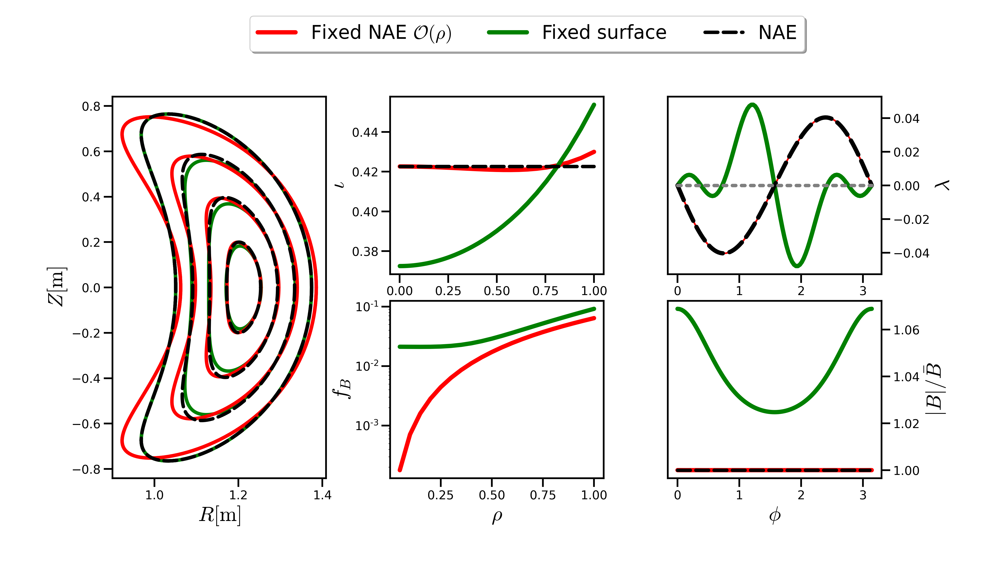 Fixed NAE 𝒪(ρ) Fixed surface NAE
0.8
0.6
0.4
0.2
0.0
−0.2
−0.4
−0.6
−0.8
Z[m]
1.0 1.2 1.4
R[m]
0.44
0.42
0.40
0.38
ι
0.00 0.25 0.50 0.75 1.00
10⁻¹
10⁻²
10⁻³
f_B
0.25 0.50 0.75 1.00
ρ
0.04
0.02
0.00
−0.02
−0.04
λ
0 1 2 3
1.06
1.04
1.02
1.00
|B|/B̄
0 1 2 3
ϕ